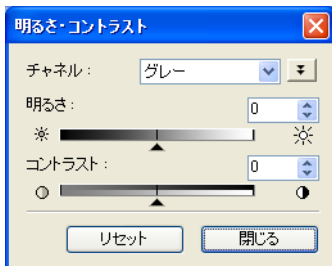 明るさ・コントラスト
チャネル： グレー
明るさ： 0
コントラスト： 0
リセット 閉じる